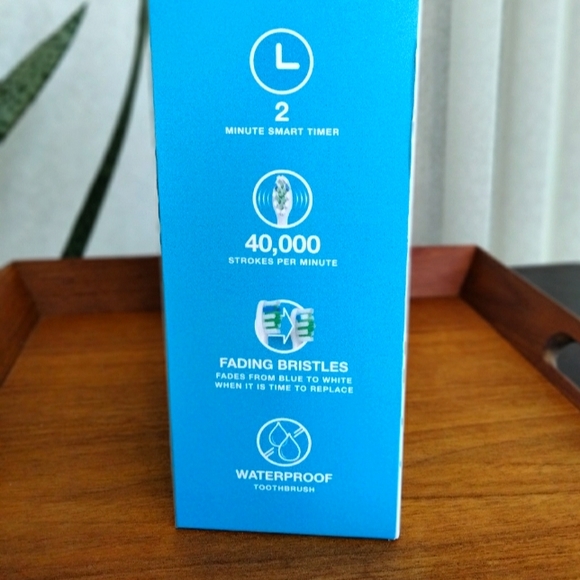 2
MINUTE SMART TIMER
40,000
STROKES PER MINUTE
FADING BRISTLES
FADES FROM BLUE TO WHITE
WHEN IT IS TIME TO REPLACE
WATERPROOF
TOOTHBRUSH